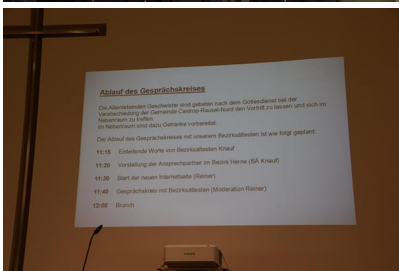 Ablauf des Gesprächskreises
Die Alleinlebenden Geschwister sind gebeten nach dem Gottesdienst bei der
Verabschiedung der Gemeinde Castrop-Rauxel-Nord den Vortritt zu lassen und sich im
Nebenraum zu treffen.
Im Nebenraum sind dazu Getränke vorbereitet.
Der Ablauf des Gesprächskreises mit unserem Bezirksältesten ist wie folgt geplant:
11:15 Einleitende Worte von Bezirksältesten Knauf
11:20 Vorstellung der Ansprechpartner im Bezirk Herne (BÄ Knauf)
11:30 Start der neuen Internetseite (Rainer)
11:40 Gesprächskreis mit Bezirksältesten (Moderation Rainer)
12:00 Brunch